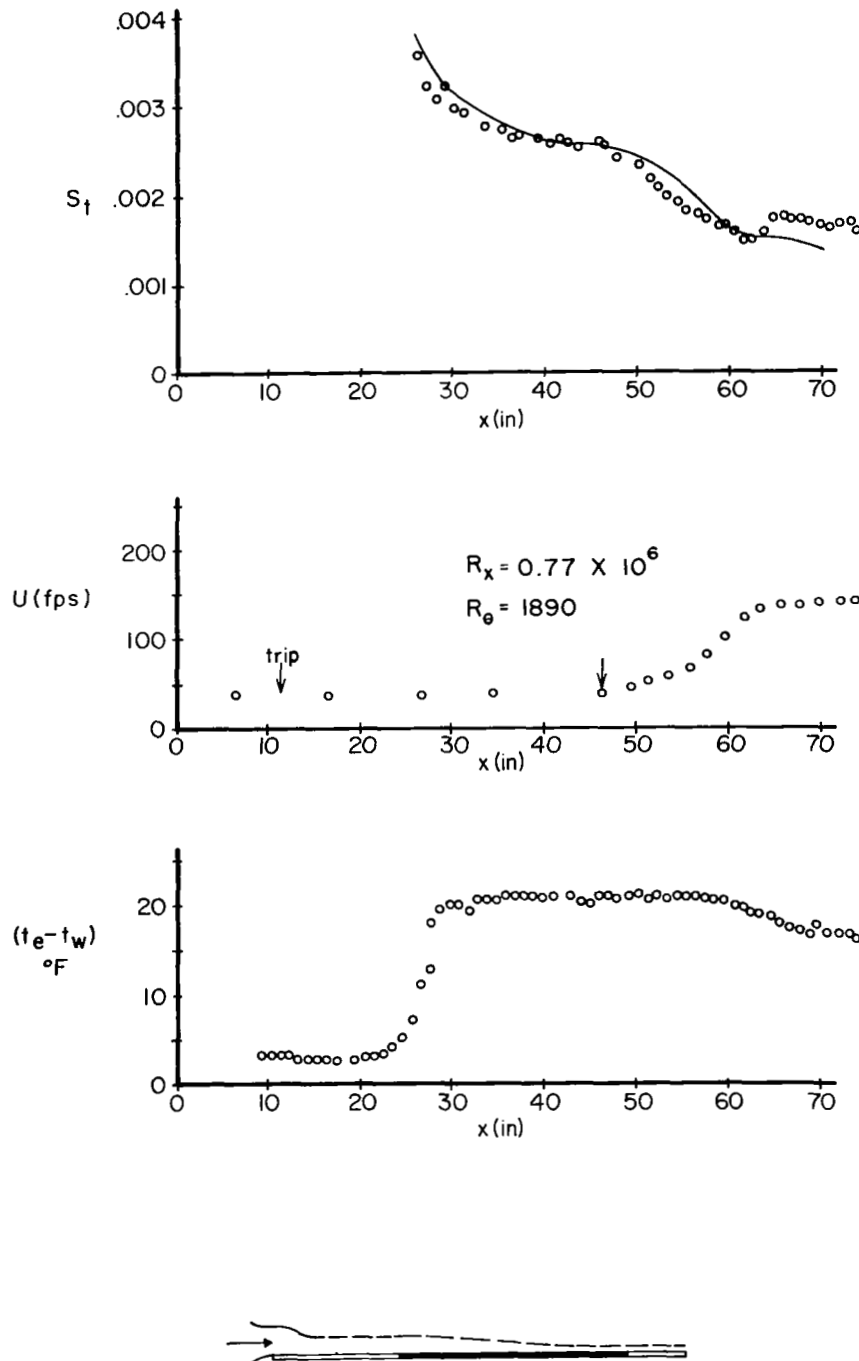 .004
.003
S_t .002
.001
0
0 10 20 30 40 50 60 70
x (in)
200
U (fps)
100
0
R_x = 0.77 X 10^6
R_θ = 1890
trip
0 10 20 30 40 50 60 70
x (in)
20
(t_e-t_w)
°F
10
0
0 10 20 30 40 50 60 70
x (in)